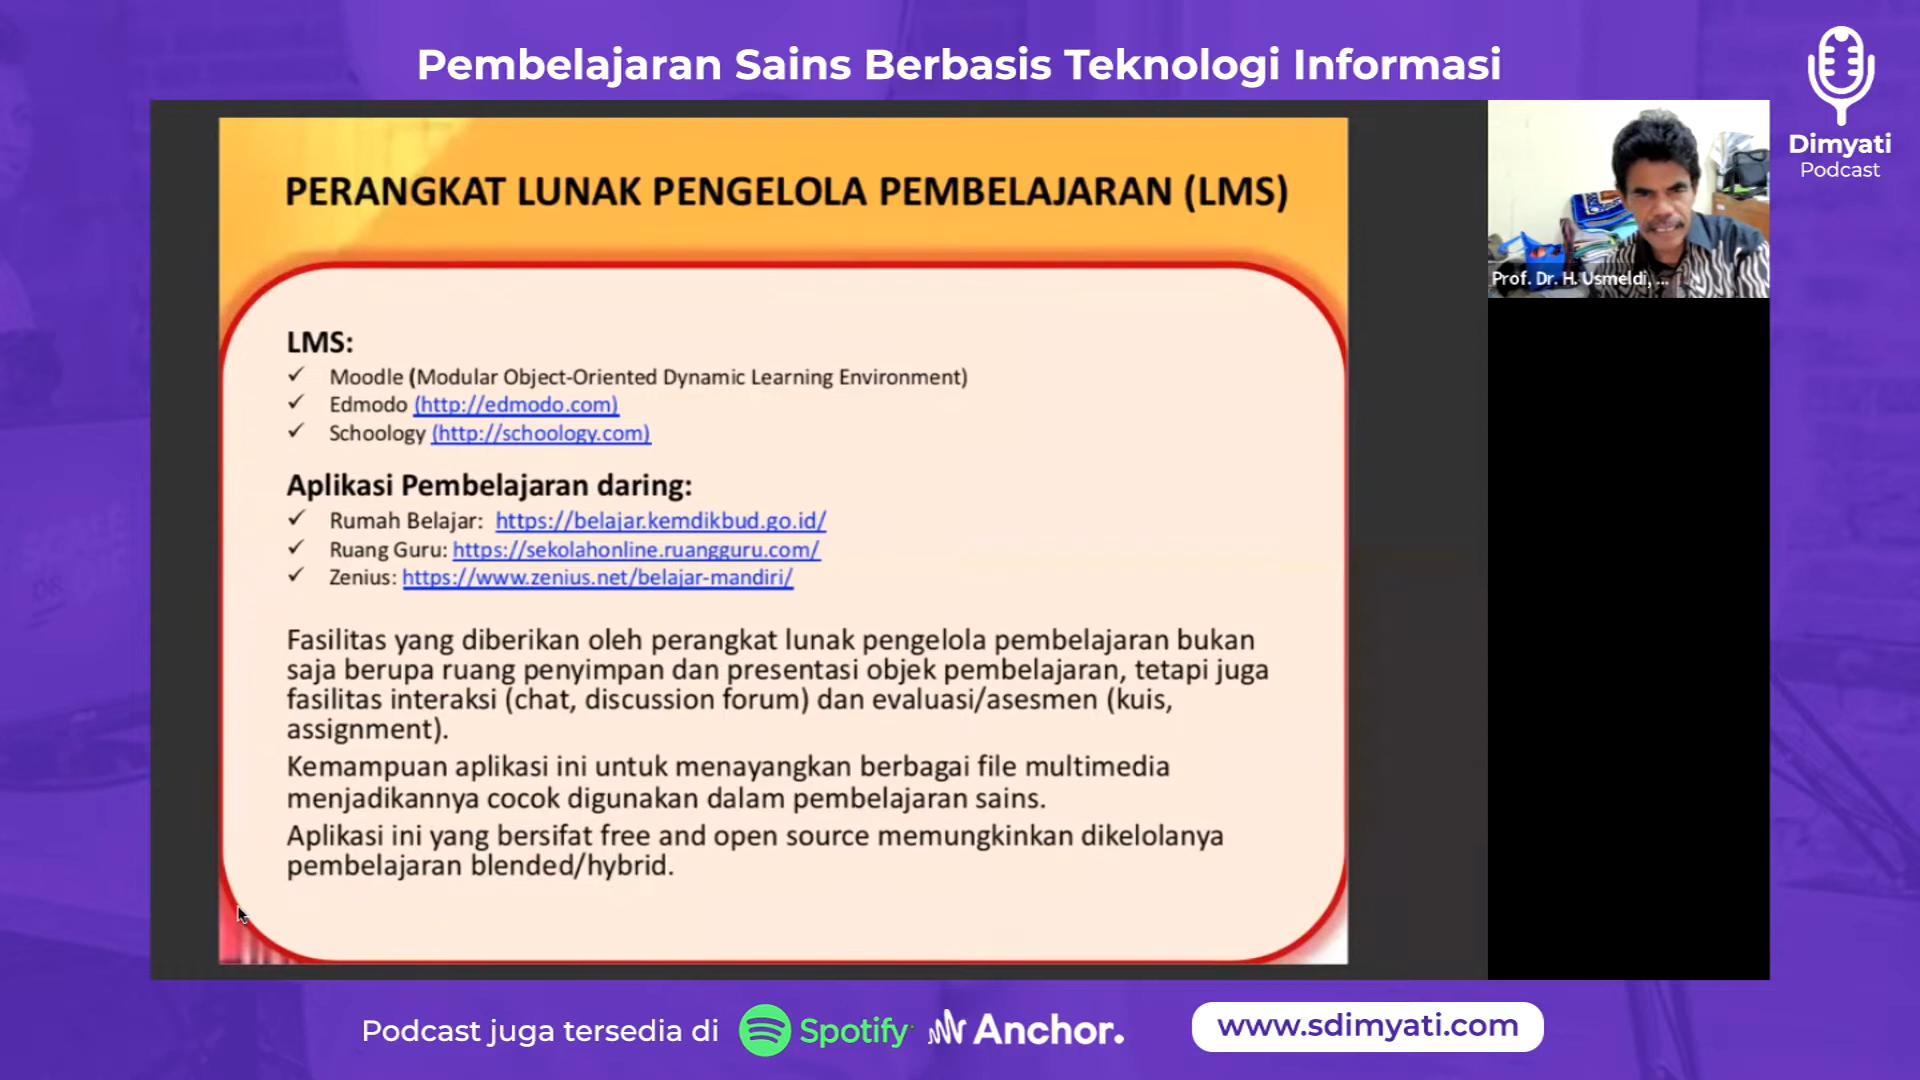 Pembelajaran Sains Berbasis Teknologi Informasi
Dimyati
Podcast
PERANGKAT LUNAK PENGELOLA PEMBELAJARAN (LMS)
Prof. Dr. H. Usmeldi, ...
LMS:
✓ Moodle (Modular Object-Oriented Dynamic Learning Environment)
✓ Edmodo (http://edmodo.com)
✓ Schoology (http://schoology.com)
Aplikasi Pembelajaran daring:
✓ Rumah Belajar: https://belajar.kemdikbud.go.id/
✓ Ruang Guru: https://sekolahonline.ruangguru.com/
✓ Zenius: https://www.zenius.net/belajar-mandiri/
Fasilitas yang diberikan oleh perangkat lunak pengelola pembelajaran bukan
saja berupa ruang penyimpan dan presentasi objek pembelajaran, tetapi juga
fasilitas interaksi (chat, discussion forum) dan evaluasi/asesmen (kuis,
assignment).
Kemampuan aplikasi ini untuk menayangkan berbagai file multimedia
menjadikannya cocok digunakan dalam pembelajaran sains.
Aplikasi ini yang bersifat free and open source memungkinkan dikelolanya
pembelajaran blended/hybrid.
Podcast juga tersedia di Spotify Anchor. www.sdimyati.com